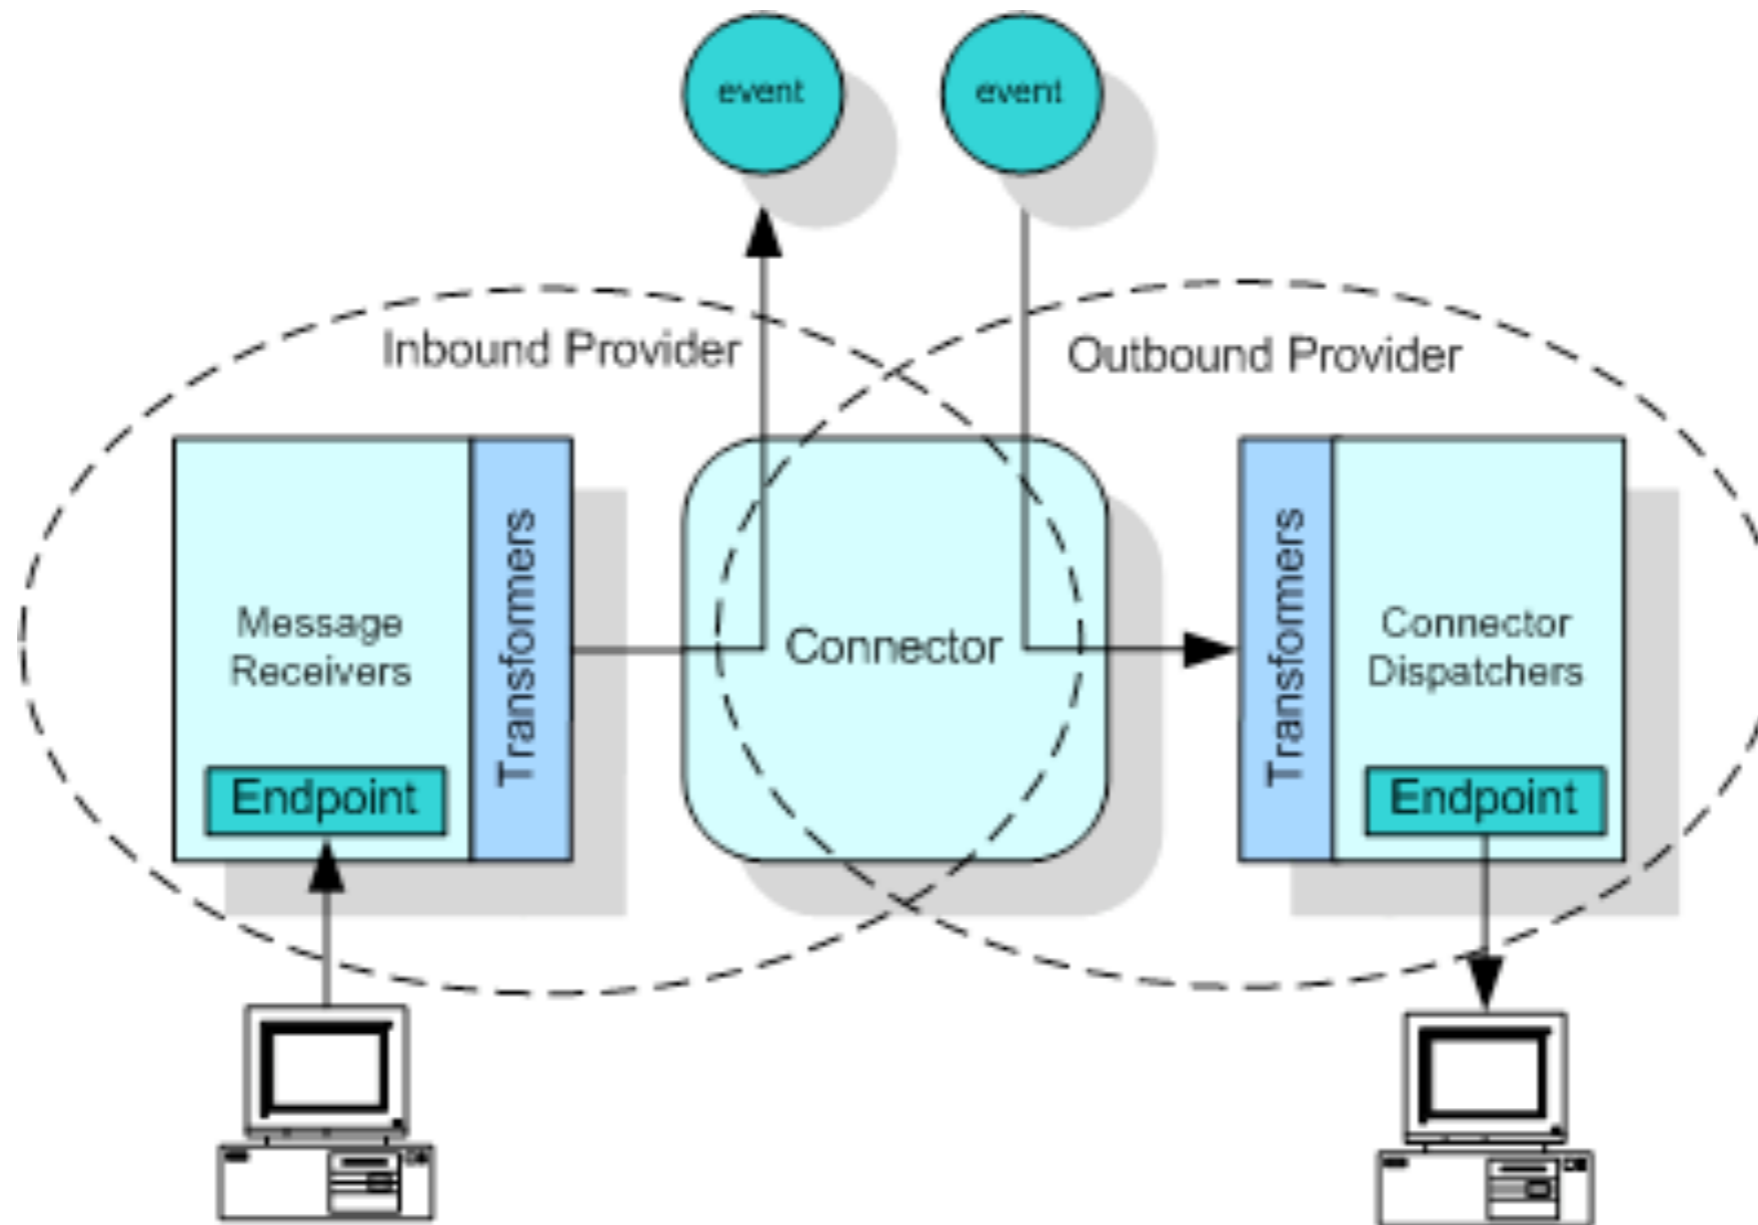 event
event
Inbound Provider
Outbound Provider
Message
Receivers
Transformers
Endpoint
Connector
Transformers
Connector
Dispatchers
Endpoint